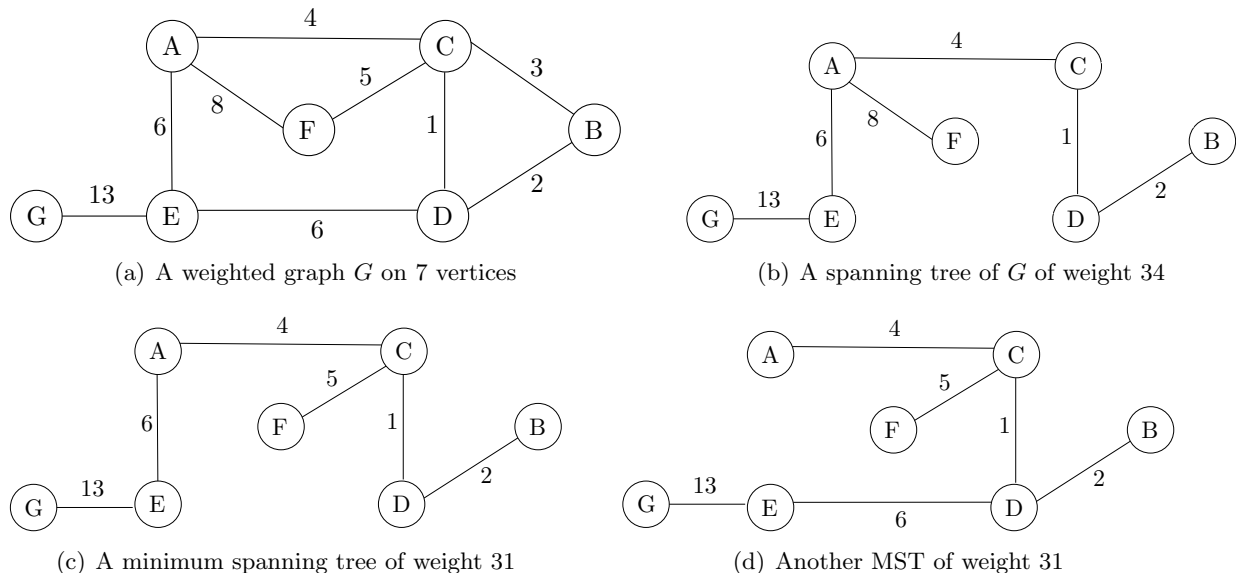 4
A
C
3
5
8
F
6
1
B
13
2
G
E
D
6
(a) A weighted graph G on 7 vertices
4
A
C
8
6
F
1
B
13
2
G
E
D
(b) A spanning tree of G of weight 34
4
A
C
5
6
F
1
B
13
2
G
E
D
(c) A minimum spanning tree of weight 31
4
A
C
5
F
1
B
13
2
G
E
D
6
(d) Another MST of weight 31